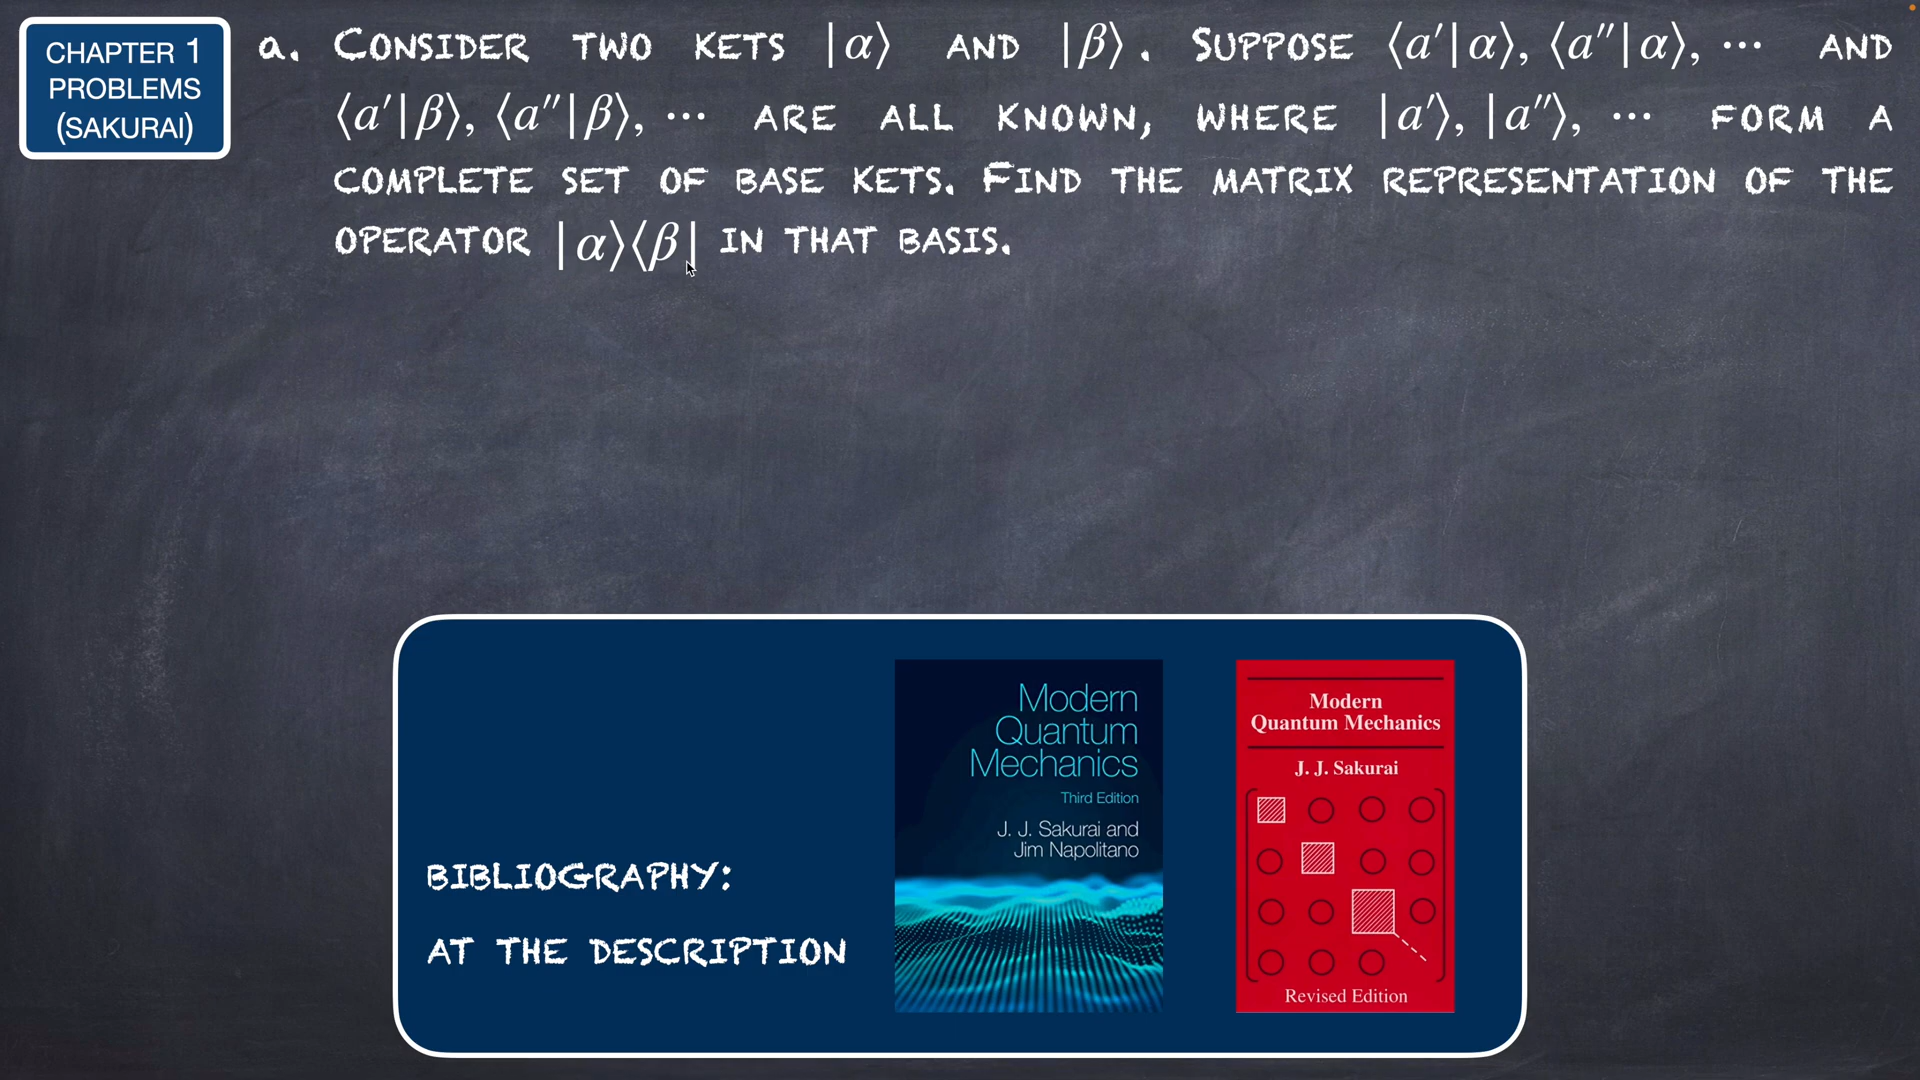 CHAPTER 1
PROBLEMS
(SAKURAI)
a. CONSIDER TWO KETS |α⟩ AND |β⟩. SUPPOSE ⟨a′|α⟩, ⟨a″|α⟩, ⋯ AND
⟨a′|β⟩, ⟨a″|β⟩, ⋯ ARE ALL KNOWN, WHERE |a′⟩, |a″⟩, ⋯ FORM A
COMPLETE SET OF BASE KETS. FIND THE MATRIX REPRESENTATION OF THE
OPERATOR |α⟩⟨β| IN THAT BASIS.
BIBLIOGRAPHY:
AT THE DESCRIPTION
Modern
Quantum
Mechanics
Third Edition
J. J. Sakurai and
Jim Napolitano
Modern
Quantum Mechanics
J. J. Sakurai
Revised Edition